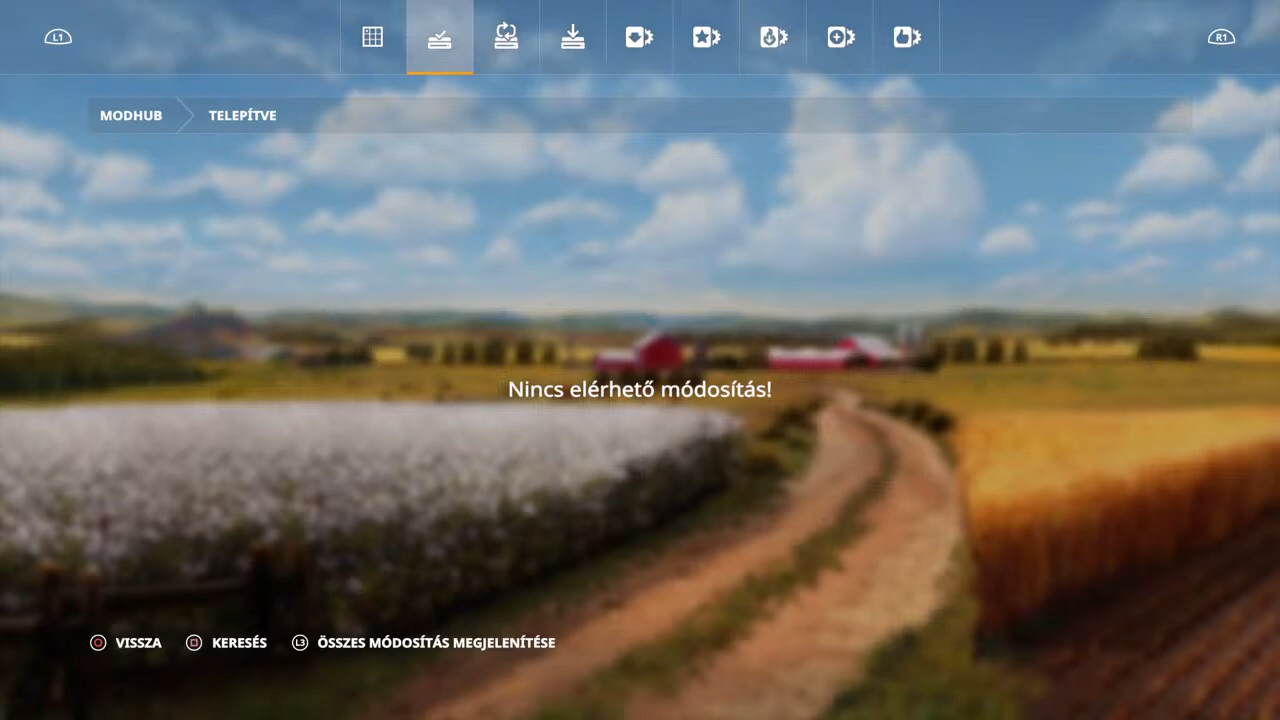 L1
R1
MODHUB
TELEPÍTVE
Nincs elérhető módosítás!
VISSZA
KERESÉS
L3
ÖSSZES MÓDOSÍTÁS MEGJELENÍTÉSE